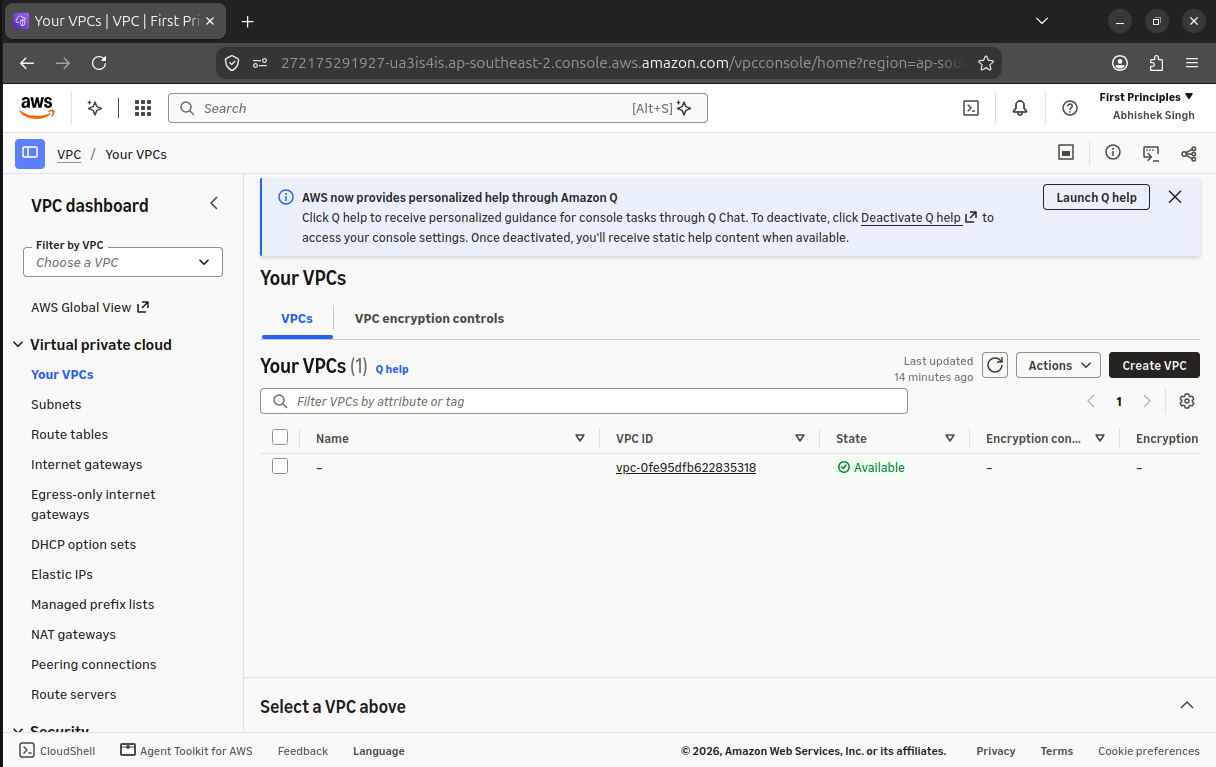 Your VPCs | VPC | First Pri
272175291927-ua3is4is.ap-southeast-2.console.aws.amazon.com/vpcconsole/home?region=ap-sou
aws
Search
[Alt+S]
First Principles
Abhishek Singh
VPC / Your VPCs
VPC dashboard
Filter by VPC
Choose a VPC
AWS Global View
Virtual private cloud
Your VPCs
Subnets
Route tables
Internet gateways
Egress-only internet
gateways
DHCP option sets
Elastic IPs
Managed prefix lists
NAT gateways
Peering connections
Route servers
Security
AWS now provides personalized help through Amazon Q
Click Q help to receive personalized guidance for console tasks through Q Chat. To deactivate, click Deactivate Q help to
access your console settings. Once deactivated, you'll receive static help content when available.
Launch Q help
Your VPCs
VPCs
VPC encryption controls
Your VPCs (1) Q help
Last updated
14 minutes ago
Actions
Create VPC
Filter VPCs by attribute or tag
1
Name VPC ID State Encryption con... Encryption
– vpc-0fe95dfb622835318 Available – –
Select a VPC above
CloudShell Agent Toolkit for AWS Feedback Language © 2026, Amazon Web Services, Inc. or its affiliates. Privacy Terms Cookie preferences